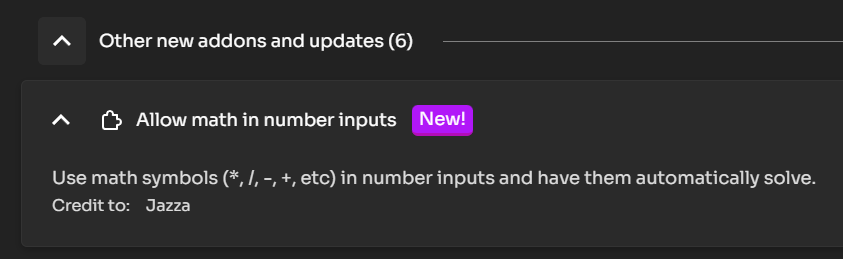 Other new addons and updates (6)
Allow math in number inputs New!
Use math symbols (*, /, -, +, etc) in number inputs and have them automatically solve.
Credit to: Jazza